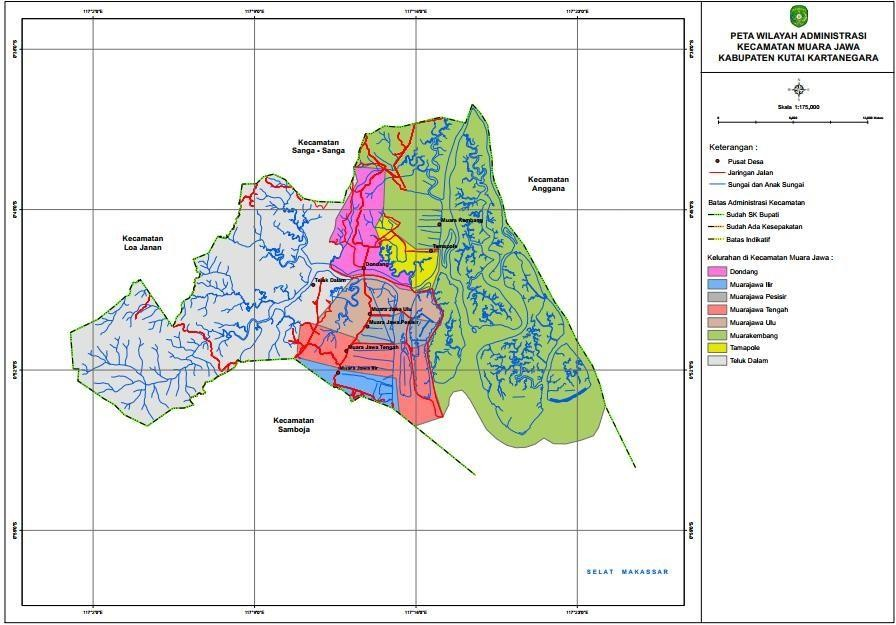 PETA WILAYAH ADMINISTRASI
KECAMATAN MUARA JAWA
KABUPATEN KUTAI KARTANEGARA
Skala 1:175,000
Keterangan :
Pusat Desa
Jaringan Jalan
Sungai dan Anak Sungai
Batas Administrasi Kecamatan
Sudah SK Bupati
Sudah Ada Kesepakatan
Batas Indikatif
Kelurahan di Kecamatan Muara Jawa :
Dondang
Muarajawa Ilir
Muarajawa Pesisir
Muarajawa Tengah
Muarajawa Ulu
Muarakembang
Tamapole
Teluk Dalam
Kecamatan
Sanga - Sanga
Kecamatan
Anggana
Kecamatan
Loa Janan
Muara Kembang
Tamapole
Dondang
Teluk Dalam
Muara Jawa Ulu
Muara Jawa Pesisir
Muara Jawa Tengah
Muara Jawa Ilir
Kecamatan
Samboja
SELAT MAKASSAR